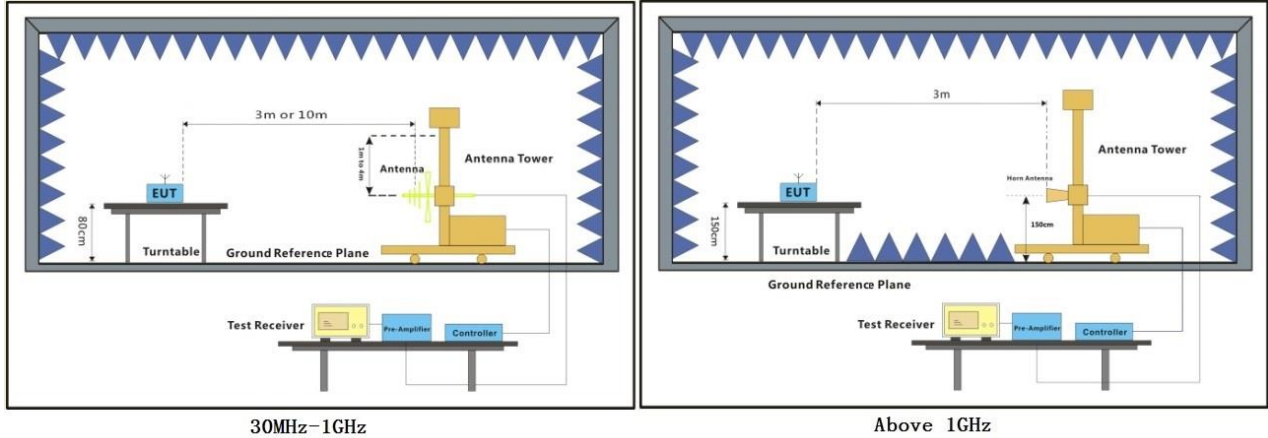 3m or 10m
1m to 4m
Antenna
Antenna Tower
EUT
80cm
Turntable
Ground Reference Plane
Test Receiver
Pre-Amplifier
Controller
30MHz-1GHz
3m
Antenna Tower
Horn Antenna
EUT
150cm
150cm
Turntable
Ground Reference Plane
Test Receiver
Pre-Amplifier
Controller
Above 1GHz